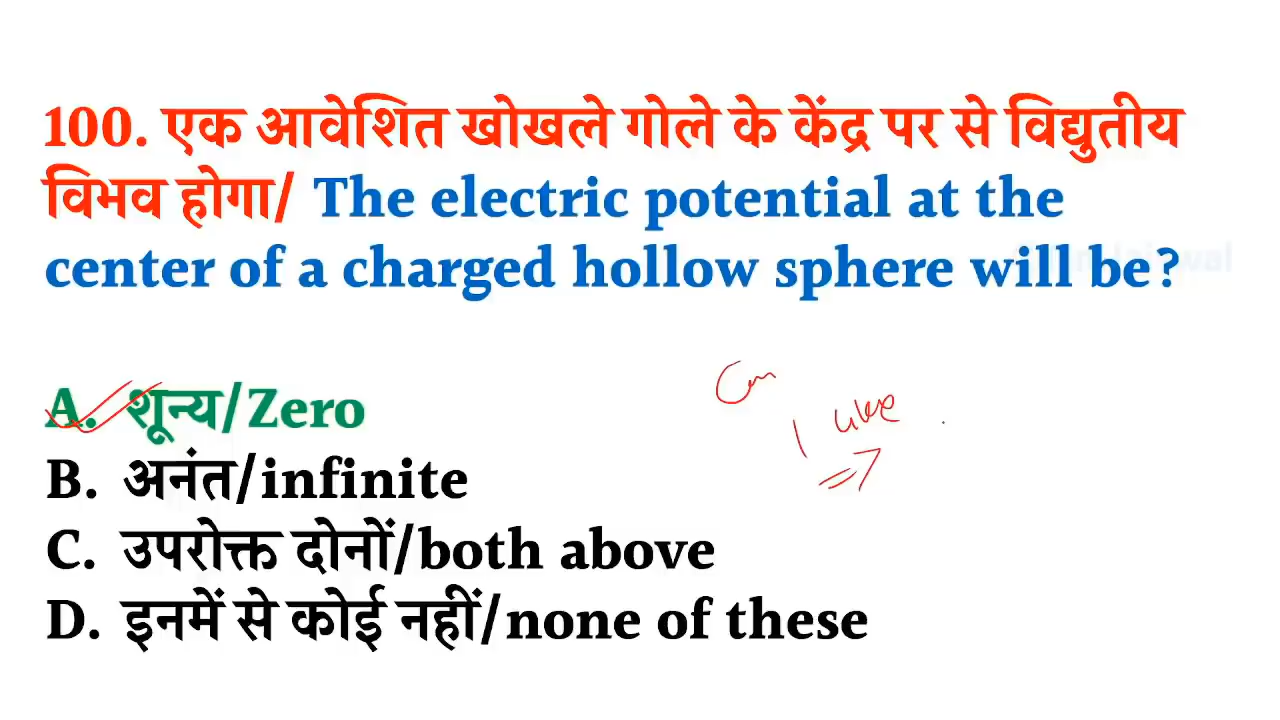 100. एक आवेशित खोखले गोले के केंद्र पर से विद्युतीय
विभव होगा/ The electric potential at the
center of a charged hollow sphere will be?
A. शून्य/Zero
B. अनंत/infinite
C. उपरोक्त दोनों/both above
D. इनमें से कोई नहीं/none of these